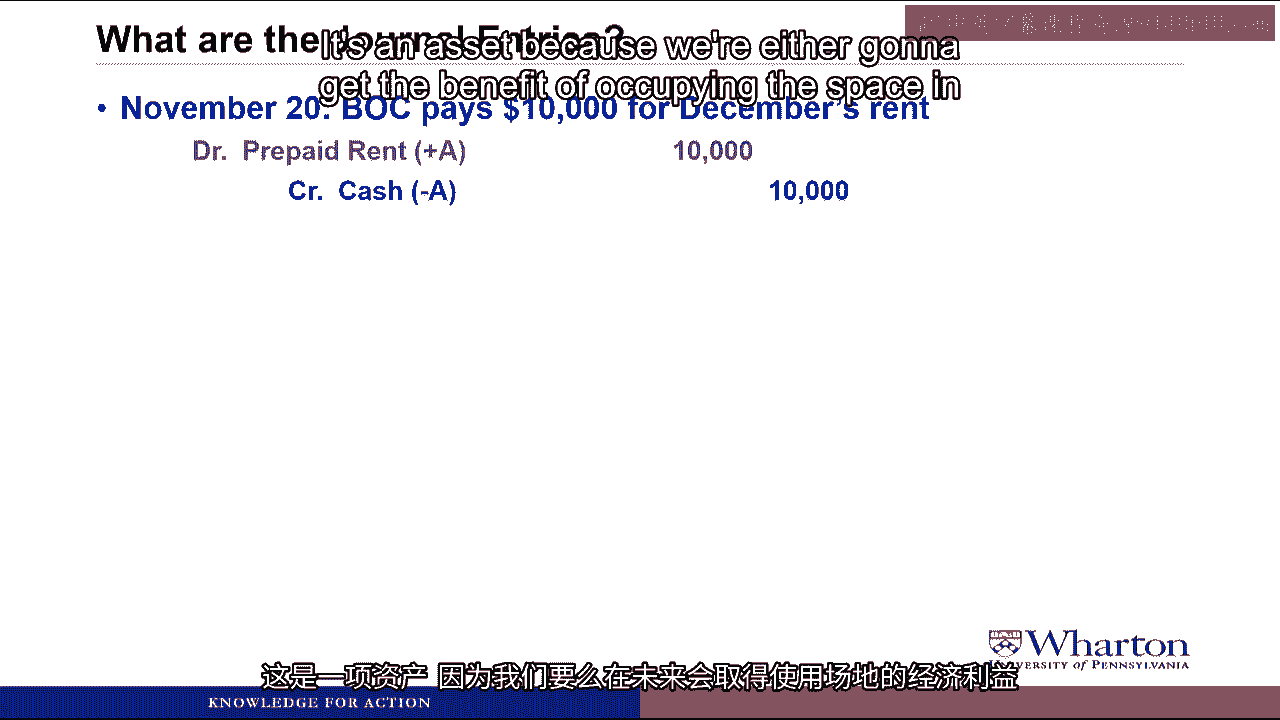 What are the Journal Entries?
It's an asset because we're either gonna
get the benefit of occupying the space in
• November 20: BOC pays $10,000 for December's rent
Dr. Prepaid Rent (+A) 10,000
Cr. Cash (-A) 10,000
Wharton
UNIVERSITY of PENNSYLVANIA
这是一项资产 因为我们要么在未来会取得使用场地的经济利益
KNOWLEDGE FOR ACTION